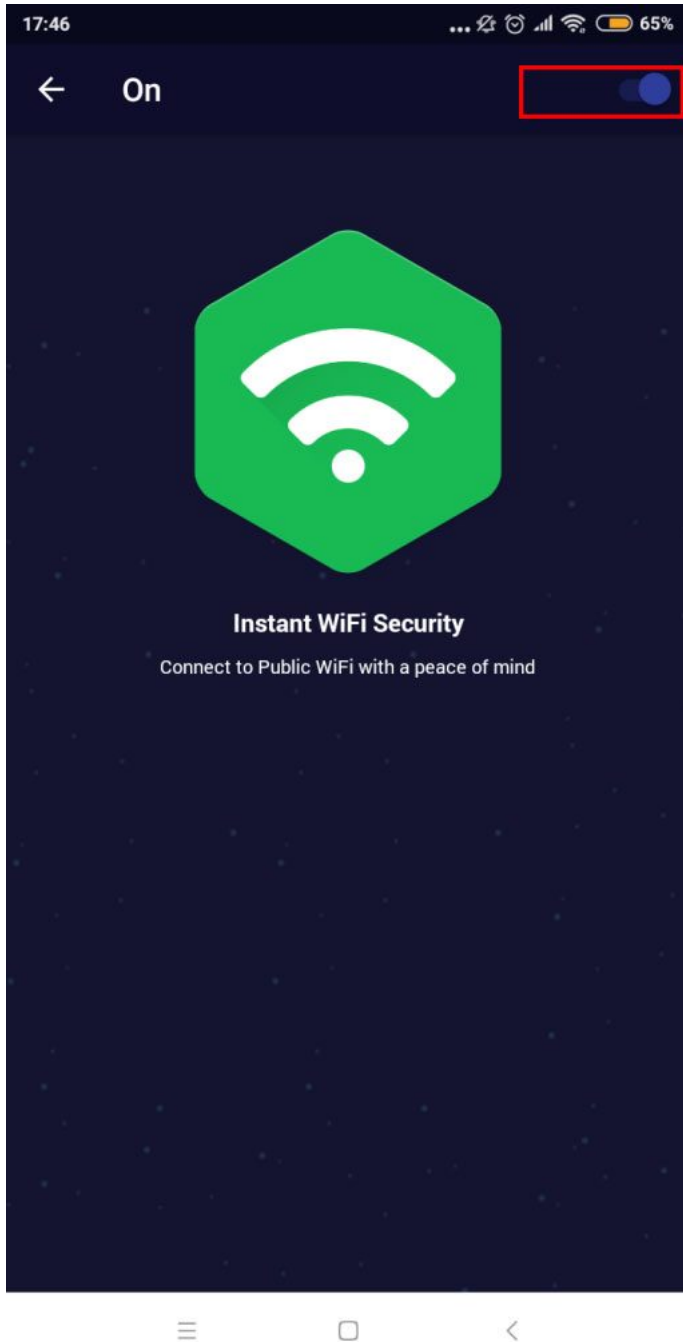 17:46 65%
On
Instant WiFi Security
Connect to Public WiFi with a peace of mind